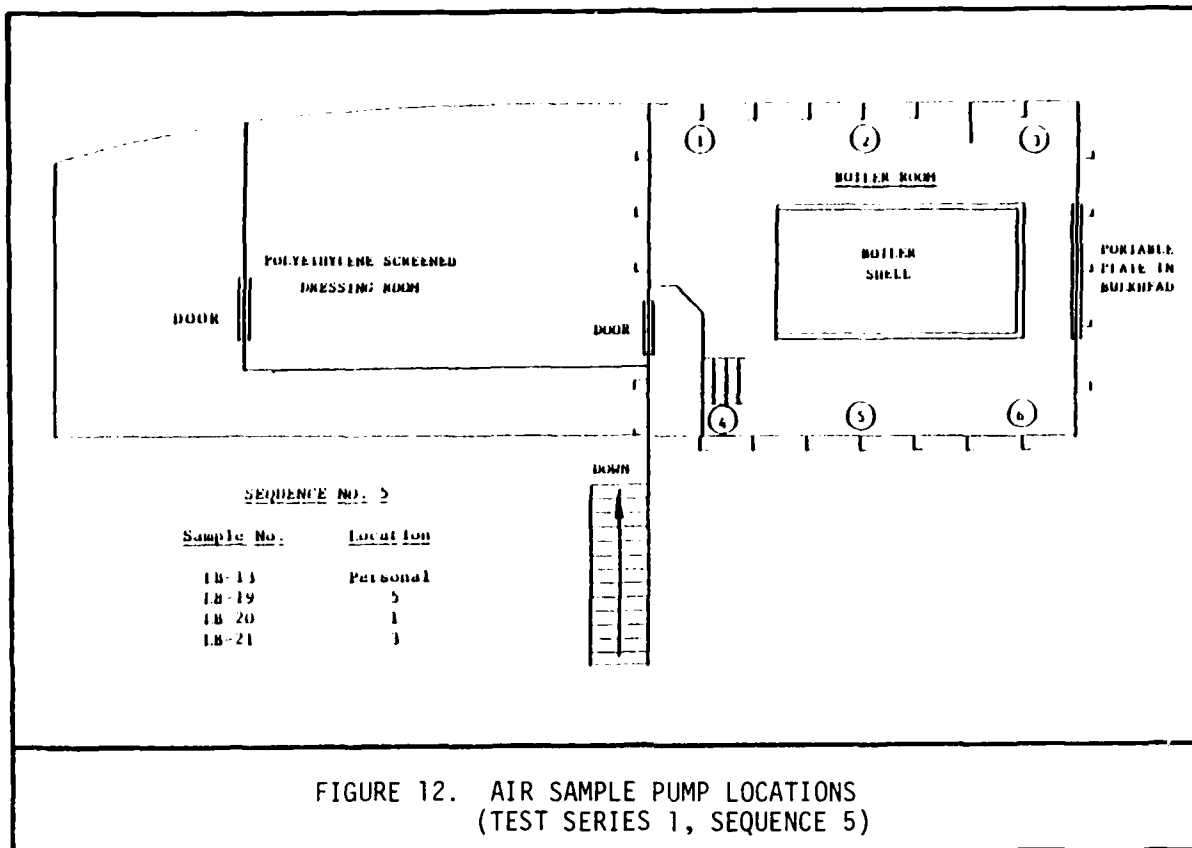 1
2
3
BOILER ROOM
POLYETHYLENE SCREENED
DRESSING ROOM
BOILER
SHELL
PORTABLE
PLATE IN
BULKHEAD
DOOR
DOOR
4
5
6
DOWN
SEQUENCE NO. 5
Sample No. Location
LB-13 Personal
LB-19 5
LB-20 1
LB-21 3
FIGURE 12. AIR SAMPLE PUMP LOCATIONS
(TEST SERIES 1, SEQUENCE 5)